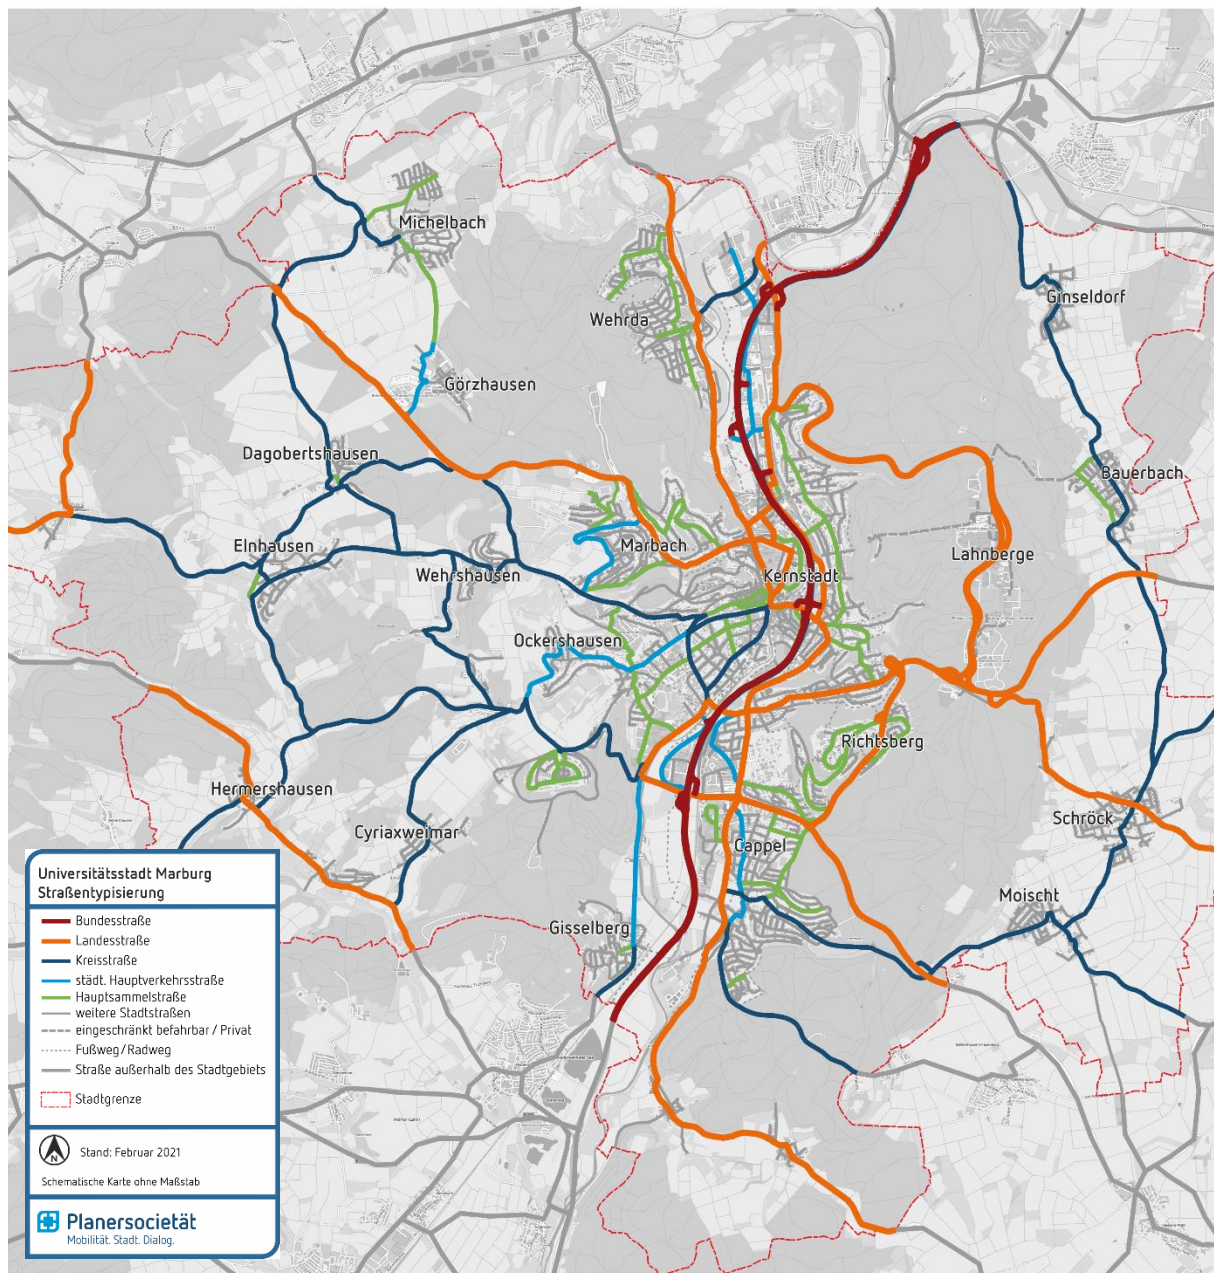 Michelbach
Wehrda
Ginseldorf
Görzhausen
Dagobertshausen
Bauerbach
Elnhausen
Wehrshausen
Marbach
Kernstadt
Lahnberge
Ockershausen
Richtsberg
Hermershausen
Cyriaxweimar
Cappel
Schröck
Moischt
Gisselberg
Universitätsstadt Marburg
Straßentypisierung
Bundesstraße
Landesstraße
Kreisstraße
städt. Hauptverkehrsstraße
Hauptsammelstraße
weitere Stadtstraßen
eingeschränkt befahrbar / Privat
Fußweg/Radweg
Straße außerhalb des Stadtgebiets
Stadtgrenze
N
Stand: Februar 2021
Schematische Karte ohne Maßstab
Planersocietät
Mobilität. Stadt. Dialog.